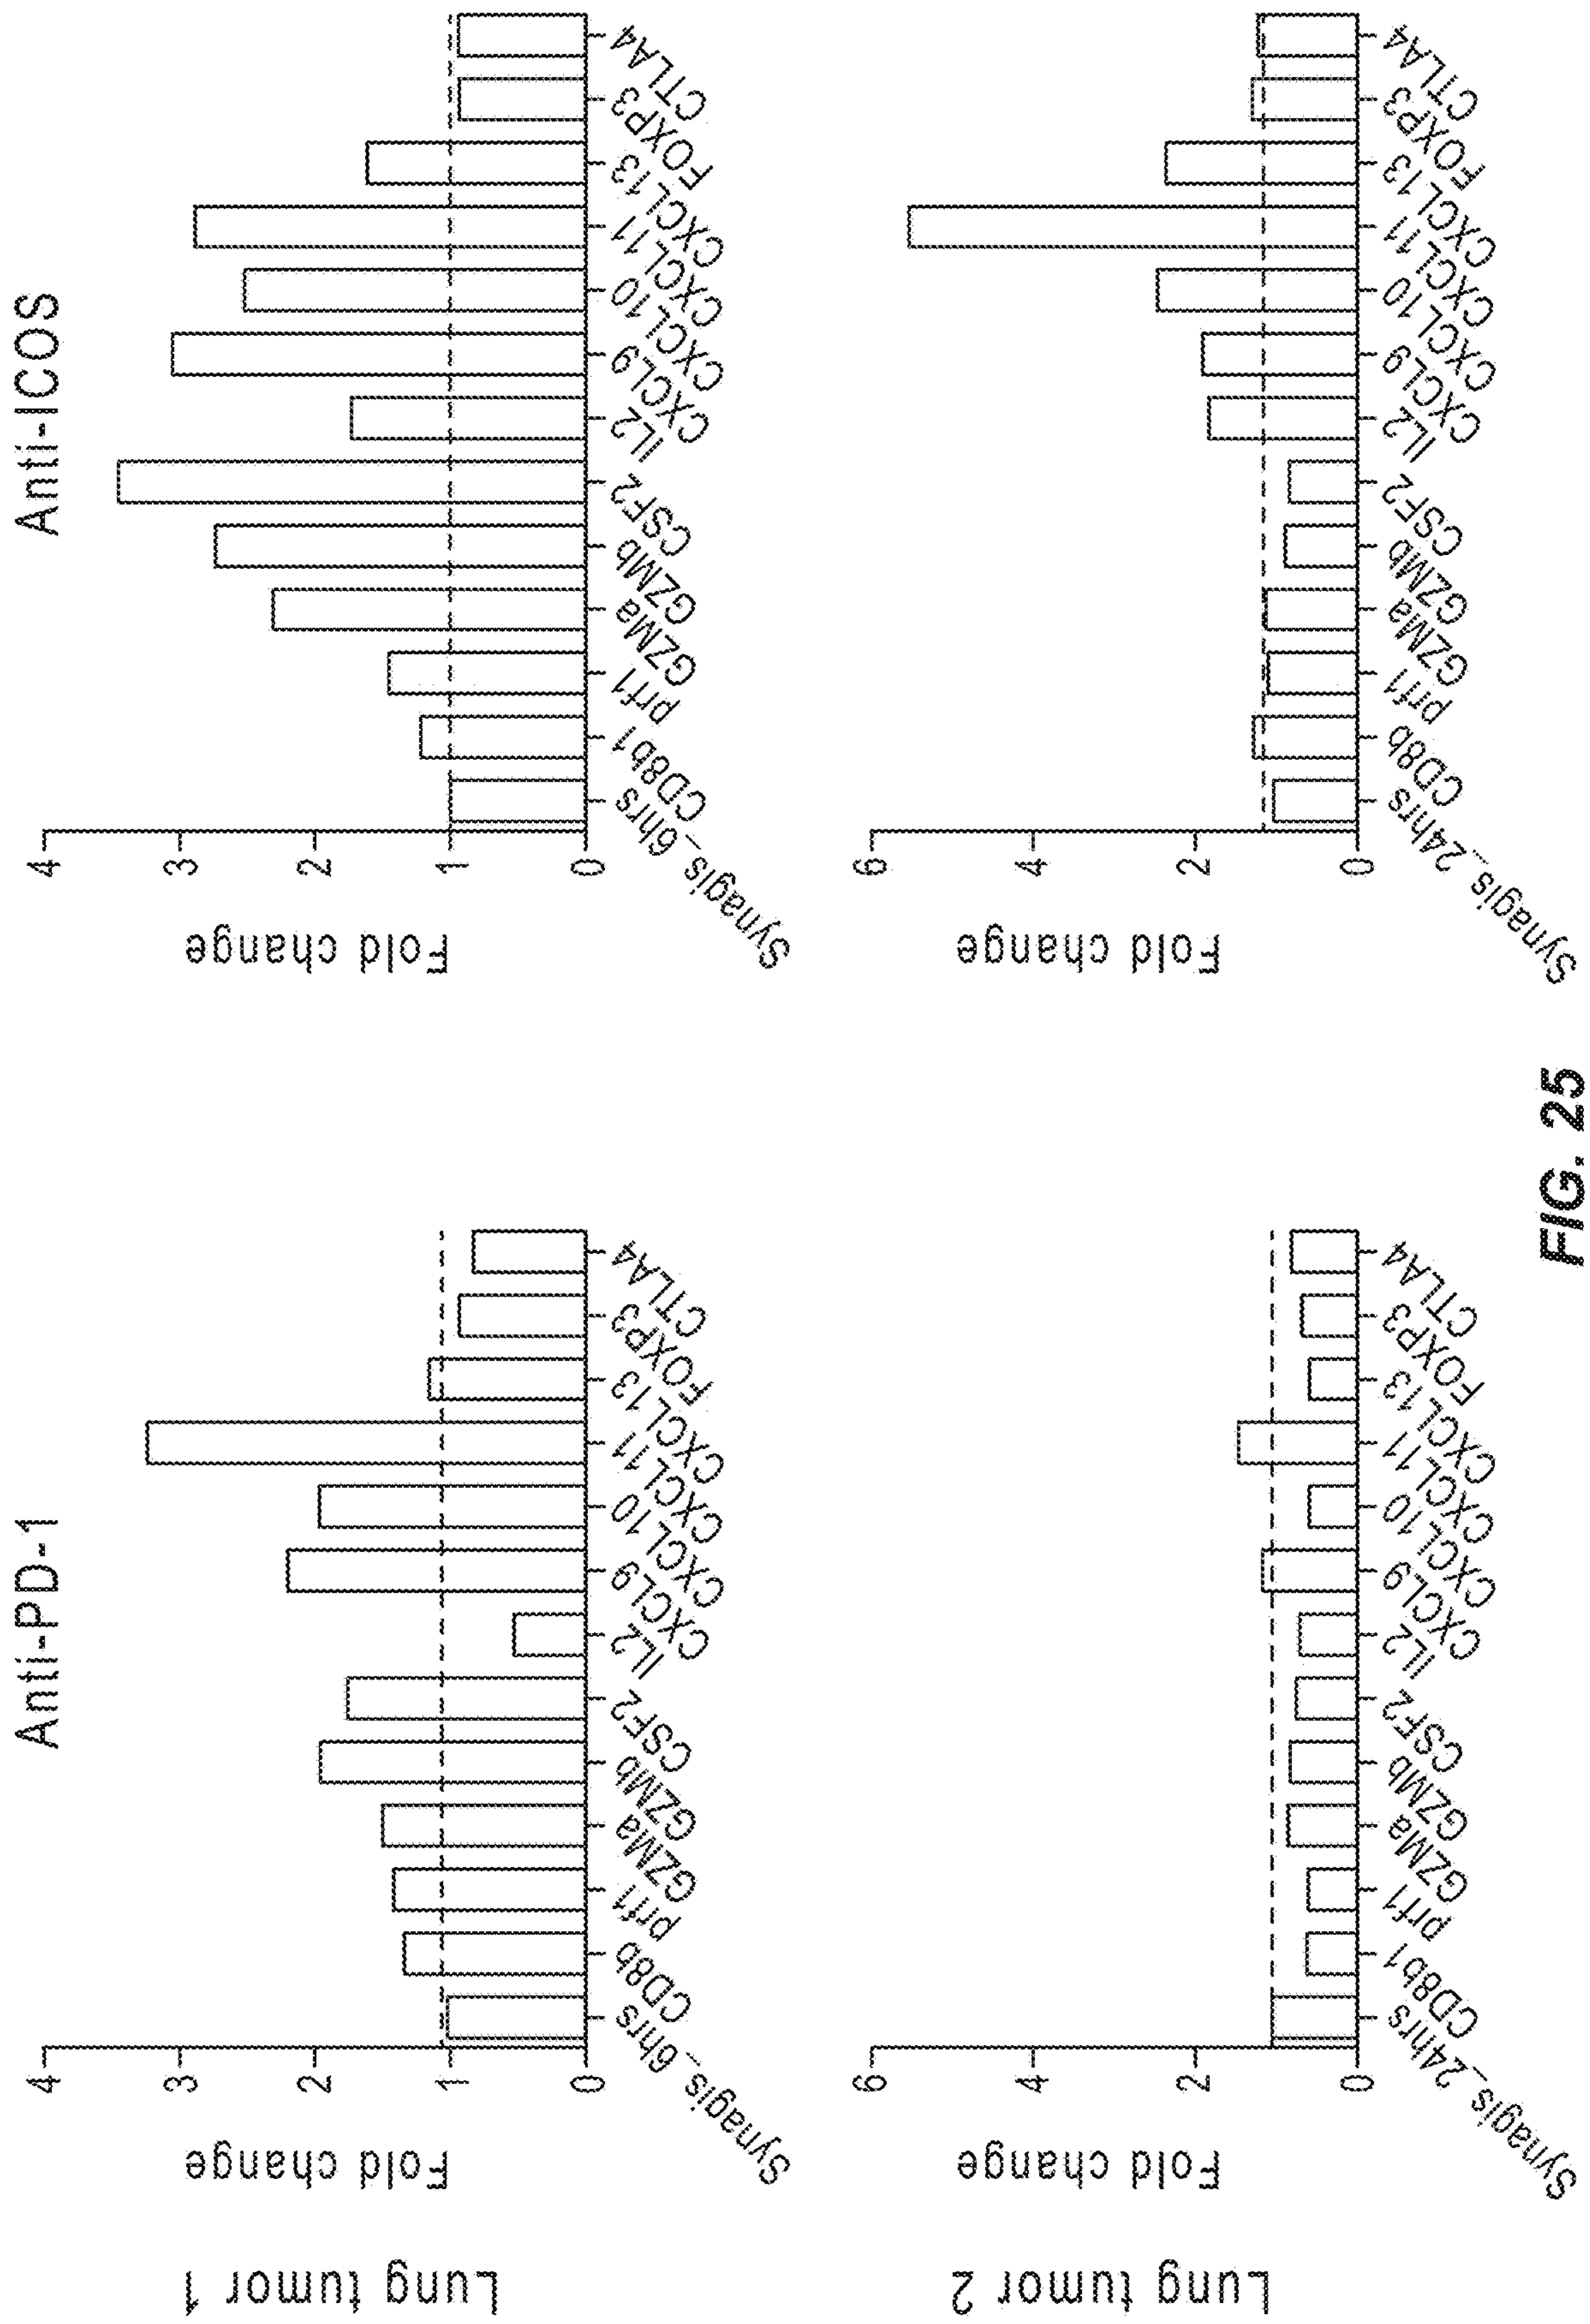 Anti-PD-1
Anti-ICOS
Lung tumor 1
Fold change
4
3
2
1
0
Synagis_6hrs
CD8b
prf1
GZMa
GZMb
CSF2
IL2
CXCL9
CXCL10
CXCL11
CXCL13
FOXP3
CTLA4
Fold change
4
3
2
1
0
Synagis_6hrs
CD8b1
prf1
GZMa
GZMb
CSF2
IL2
CXCL9
CXCL10
CXCL11
CXCL13
FOXP3
CTLA4
Lung tumor 2
Fold change
6
4
2
0
Synagis_24hrs
CD8b1
prf1
GZMa
GZMb
CSF2
IL2
CXCL9
CXCL10
CXCL11
CXCL13
FOXP3
CTLA4
Fold change
6
4
2
0
Synagis_24hrs
CD8b
prf1
GZMa
GZMb
CSF2
IL2
CXCL9
CXCL10
CXCL11
CXCL13
FOXP3
CTLA4
FIG. 25